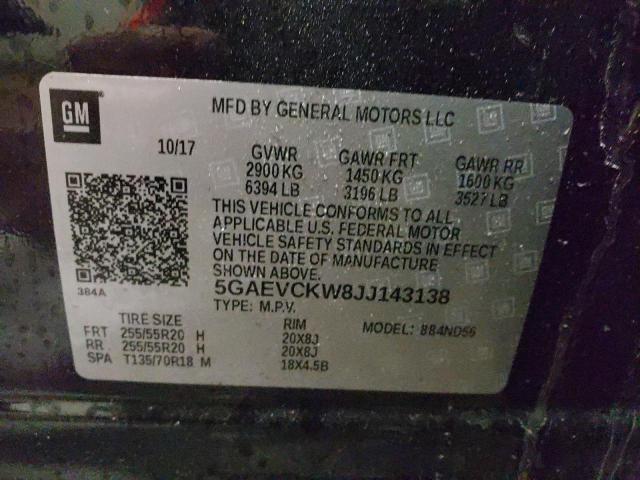 GM
MFD BY GENERAL MOTORS LLC
10/17
GVWR GAWR FRT GAWR RR
2900 KG 1450 KG 1600 KG
6394 LB 3196 LB 3527 LB
THIS VEHICLE CONFORMS TO ALL
APPLICABLE U.S. FEDERAL MOTOR
VEHICLE SAFETY STANDARDS IN EFFECT
ON THE DATE OF MANUFACTURE
SHOWN ABOVE.
384A
5GAEVCKW8JJ143138
TYPE: M.P.V.
MODEL: 884ND56
TIRE SIZE RIM
FRT 255/55R20 H 20X8J
RR 255/55R20 H 20X8J
SPA T135/70R18 M 18X4.5B